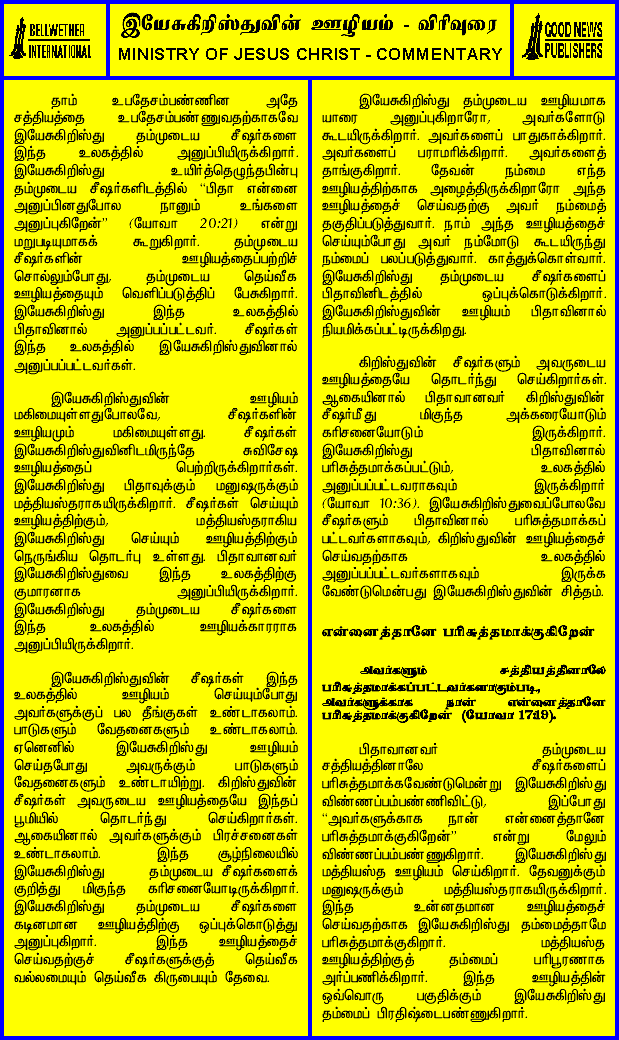 BELLWETHER
INTERNATIONAL
இயேசுகிறிஸ்துவின் ஊழியம் - விரிவுரை
MINISTRY OF JESUS CHRIST - COMMENTARY
GOOD NEWS
PUBLISHERS
தாம் உபதேசம்பண்ணின அதே
சத்தியத்தை உபதேசம்பண்ணுவதற்காகவே
இயேசுகிறிஸ்து தம்முடைய சீஷர்களை
இந்த உலகத்தில் அனுப்பியிருக்கிறார்.
இயேசுகிறிஸ்து உயிர்த்தெழுந்தபின்பு
தம்முடைய சீஷர்களிடத்தில் “பிதா என்னை
அனுப்பினதுபோல நானும் உங்களை
அனுப்புகிறேன்” (யோவா 20:21) என்று
மறுபடியுமாகக் கூறுகிறார். தம்முடைய
சீஷர்களின் ஊழியத்தைப்பற்றிச்
சொல்லும்போது, தம்முடைய தெய்வீக
ஊழியத்தையும் வெளிப்படுத்திப் பேசுகிறார்.
இயேசுகிறிஸ்து இந்த உலகத்தில்
பிதாவினால் அனுப்பப்பட்டவர். சீஷர்கள்
இந்த உலகத்தில் இயேசுகிறிஸ்துவினால்
அனுப்பப்பட்டவர்கள்.
இயேசுகிறிஸ்துவின் ஊழியம்
மகிமையுள்ளதுபோலவே, சீஷர்களின்
ஊழியமும் மகிமையுள்ளது. சீஷர்கள்
இயேசுகிறிஸ்துவினிடமிருந்தே சுவிசேஷ
ஊழியத்தைப் பெற்றிருக்கிறார்கள்.
இயேசுகிறிஸ்து பிதாவுக்கும் மனுஷருக்கும்
மத்தியஸ்தராகயிருக்கிறார். சீஷர்கள் செய்யும்
ஊழியத்திற்கும், மத்தியஸ்தராகிய
இயேசுகிறிஸ்து செய்யும் ஊழியத்திற்கும்
நெருங்கிய தொடர்பு உள்ளது. பிதாவானவர்
இயேசுகிறிஸ்துவை இந்த உலகத்திற்கு
குமாரனாக அனுப்பியிருக்கிறார்.
இயேசுகிறிஸ்து தம்முடைய சீஷர்களை
இந்த உலகத்தில் ஊழியக்காரராக
அனுப்பியிருக்கிறார்.
இயேசுகிறிஸ்துவின் சீஷர்கள் இந்த
உலகத்தில் ஊழியம் செய்யும்போது
அவர்களுக்குப் பல தீங்குகள் உண்டாகலாம்.
பாடுகளும் வேதனைகளும் உண்டாகலாம்.
ஏனெனில் இயேசுகிறிஸ்து ஊழியம்
செய்தபோது அவருக்கும் பாடுகளும்
வேதனைகளும் உண்டாயிற்று. கிறிஸ்துவின்
சீஷர்கள் அவருடைய ஊழியத்தையே இந்தப்
பூமியில் தொடர்ந்து செய்கிறார்கள்.
ஆகையினால் அவர்களுக்கும் பிரச்சனைகள்
உண்டாகலாம். இந்த சூழ்நிலையில்
இயேசுகிறிஸ்து தம்முடைய சீஷர்களைக்
குறித்து மிகுந்த கரிசனையோடிருக்கிறார்.
இயேசுகிறிஸ்து தம்முடைய சீஷர்களை
கடினமான ஊழியத்திற்கு ஒப்புக்கொடுத்து
அனுப்புகிறார். இந்த ஊழியத்தைச்
செய்வதற்குச் சீஷர்களுக்குத் தெய்வீக
வல்லமையும் தெய்வீக கிருபையும் தேவை.
இயேசுகிறிஸ்து தம்முடைய ஊழியமாக
யாரை அனுப்புகிறாரோ, அவர்களோடு
கூடயிருக்கிறார். அவர்களைப் பாதுகாக்கிறார்.
அவர்களைப் பராமரிக்கிறார். அவர்களைத்
தாங்குகிறார். தேவன் நம்மை எந்த
ஊழியத்திற்காக அழைத்திருக்கிறாரோ அந்த
ஊழியத்தைச் செய்வதற்கு அவர் நம்மைத்
தகுதிப்படுத்துவார். நாம் அந்த ஊழியத்தைச்
செய்யும்போது அவர் நம்மோடு கூடயிருந்து
நம்மைப் பலப்படுத்துவார். காத்துக்கொள்வார்.
இயேசுகிறிஸ்து தம்முடைய சீஷர்களைப்
பிதாவினிடத்தில் ஒப்புக்கொடுக்கிறார்.
இயேசுகிறிஸ்துவின் ஊழியம் பிதாவினால்
நியமிக்கப்பட்டிருக்கிறது.
கிறிஸ்துவின் சீஷர்களும் அவருடைய
ஊழியத்தையே தொடர்ந்து செய்கிறார்கள்.
ஆகையினால் பிதாவானவர் கிறிஸ்துவின்
சீஷர்மீது மிகுந்த அக்கரையோடும்
கரிசனையோடும் இருக்கிறார்.
இயேசுகிறிஸ்து பிதாவினால்
பரிசுத்தமாக்கப்பட்டும், உலகத்தில்
அனுப்பப்பட்டவராகவும் இருக்கிறார்
(யோவா 10:36). இயேசுகிறிஸ்துவைப்போலவே
சீஷர்களும் பிதாவினால் பரிசுத்தமாக்கப்
பட்டவர்களாகவும், கிறிஸ்துவின் ஊழியத்தைச்
செய்வதற்காக உலகத்தில்
அனுப்பப்பட்டவர்களாகவும் இருக்க
வேண்டுமென்பது இயேசுகிறிஸ்துவின் சித்தம்.
என்னைத்தானே பரிசுத்தமாக்குகிறேன்
அவர்களும் சத்தியத்தினாலே
பரிசுத்தமாக்கப்பட்டவர்களாகும்படி,
அவர்களுக்காக நான் என்னைத்தானே
பரிசுத்தமாக்குகிறேன் (யோவா 17:19).
பிதாவானவர் தம்முடைய
சத்தியத்தினாலே சீஷர்களைப்
பரிசுத்தமாக்கவேண்டுமென்று இயேசுகிறிஸ்து
விண்ணப்பம்பண்ணிவிட்டு, இப்போது
“அவர்களுக்காக நான் என்னைத்தானே
பரிசுத்தமாக்குகிறேன்” என்று மேலும்
விண்ணப்பம்பண்ணுகிறார். இயேசுகிறிஸ்து
மத்தியஸ்த ஊழியம் செய்கிறார். தேவனுக்கும்
மனுஷருக்கும் மத்தியஸ்தராகயிருக்கிறார்.
இந்த உன்னதமான ஊழியத்தைச்
செய்வதற்காக இயேசுகிறிஸ்து தம்மைத்தாமே
பரிசுத்தமாக்குகிறார். மத்தியஸ்த
ஊழியத்திற்குத் தம்மைப் பரிபூரணாக
அர்ப்பணிக்கிறார். இந்த ஊழியத்தின்
ஒவ்வொரு பகுதிக்கும் இயேசுகிறிஸ்து
தம்மைப் பிரதிஷ்டைபண்ணுகிறார்.